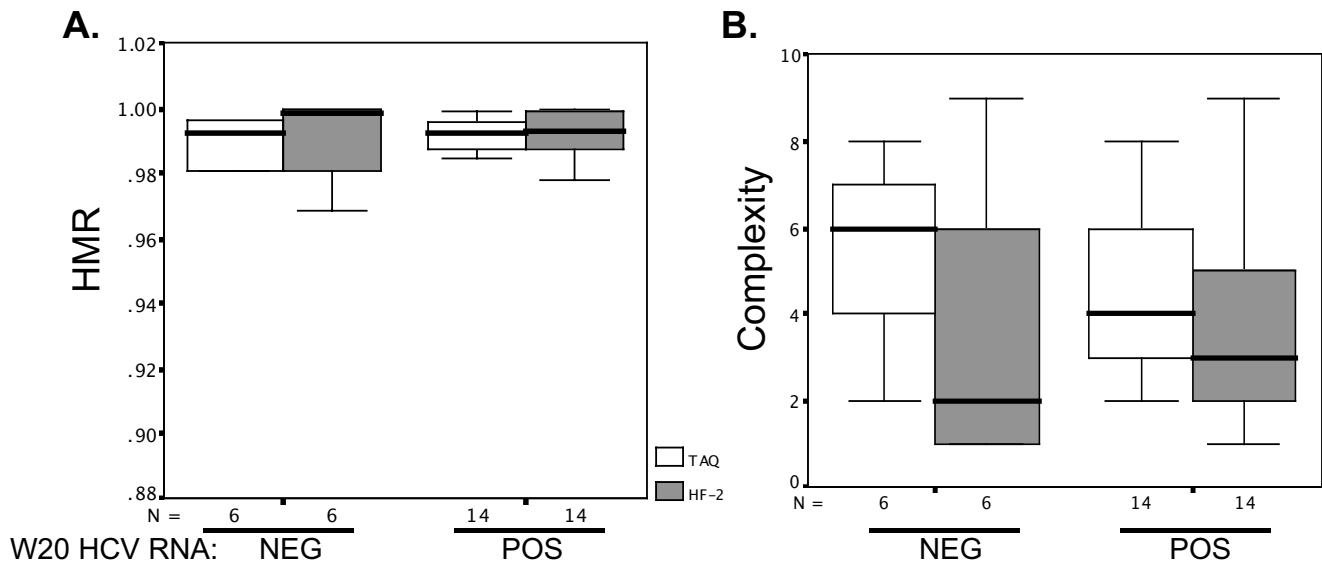 A.
1.02
1.00
.98
.96
.94
.92
.90
.88
HMR
TAQ
HF-2
N = 6 6 14 14
W20 HCV RNA: NEG POS
B.
10
8
6
4
2
0
Complexity
N = 6 6 14 14
NEG POS